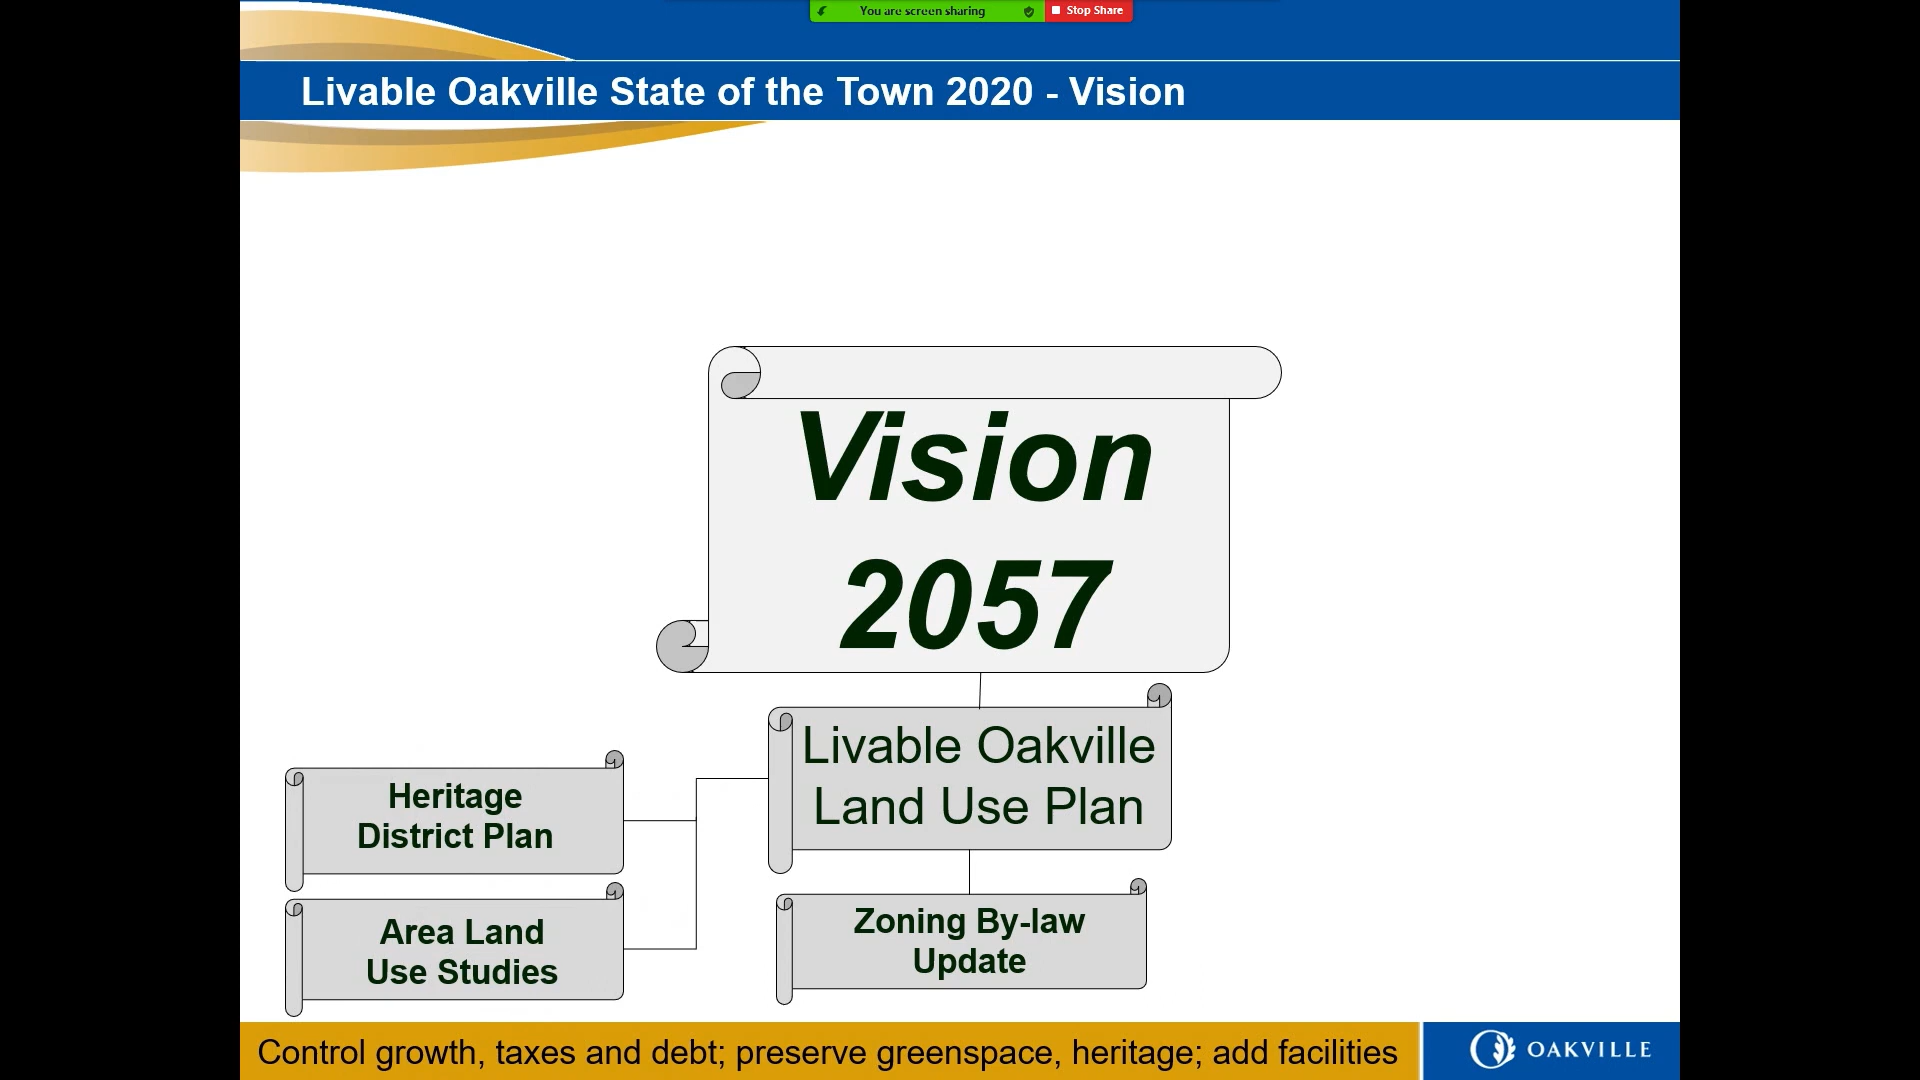 You are screen sharing
Stop Share
Livable Oakville State of the Town 2020 - Vision
Vision
2057
Livable Oakville
Land Use Plan
Heritage
District Plan
Area Land
Use Studies
Zoning By-law
Update
Control growth, taxes and debt; preserve greenspace, heritage; add facilities
OAKVILLE